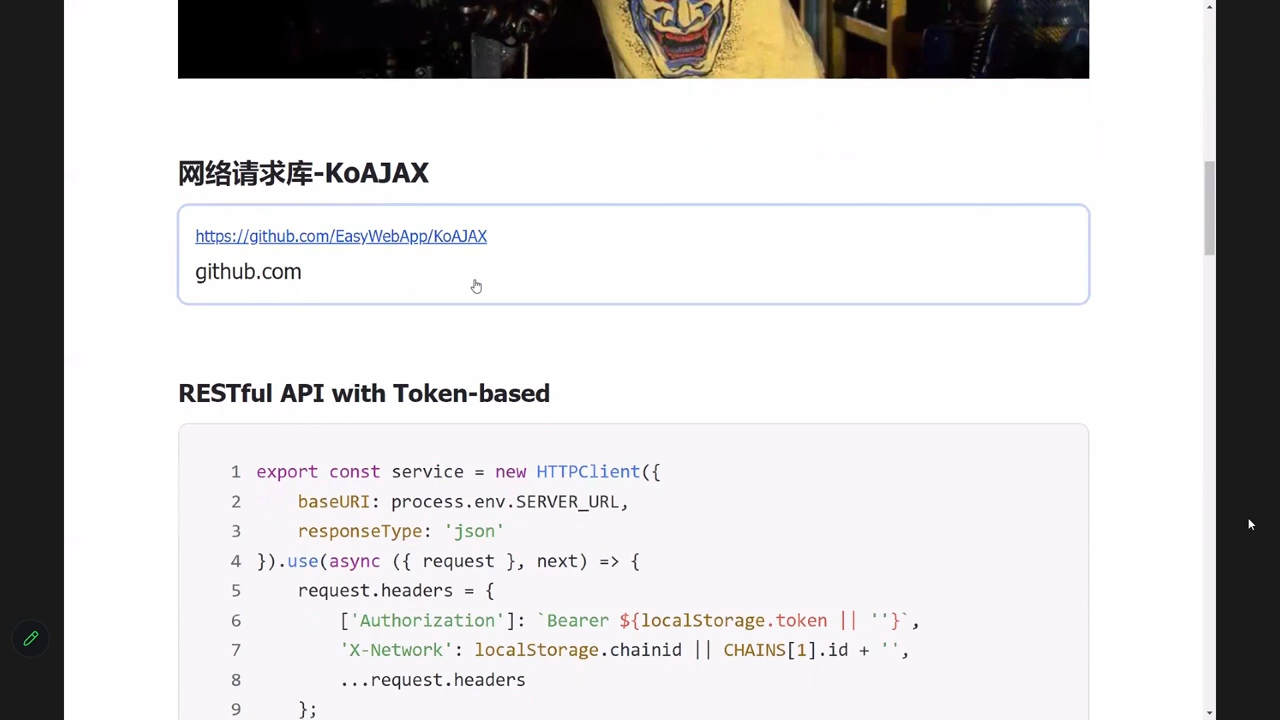 网络请求库-KoAJAX
https://github.com/EasyWebApp/KoAJAX
github.com
RESTful API with Token-based
1 export const service = new HTTPClient({
2 baseURI: process.env.SERVER_URL,
3 responseType: 'json'
4 }).use(async ({ request }, next) => {
5 request.headers = {
6 ['Authorization']: `Bearer ${localStorage.token || ''}`,
7 'X-Network': localStorage.chainid || CHAINS[1].id + '',
8 ...request.headers
9 };